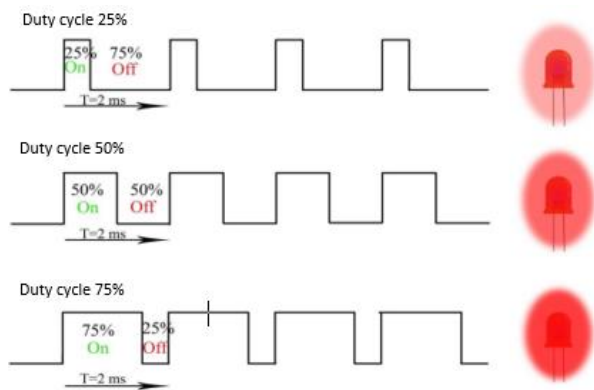 Duty cycle 25%
25% 75%
On Off
T=2 ms
Duty cycle 50%
50% 50%
On Off
T=2 ms
Duty cycle 75%
75% 25%
On Off
T=2 ms